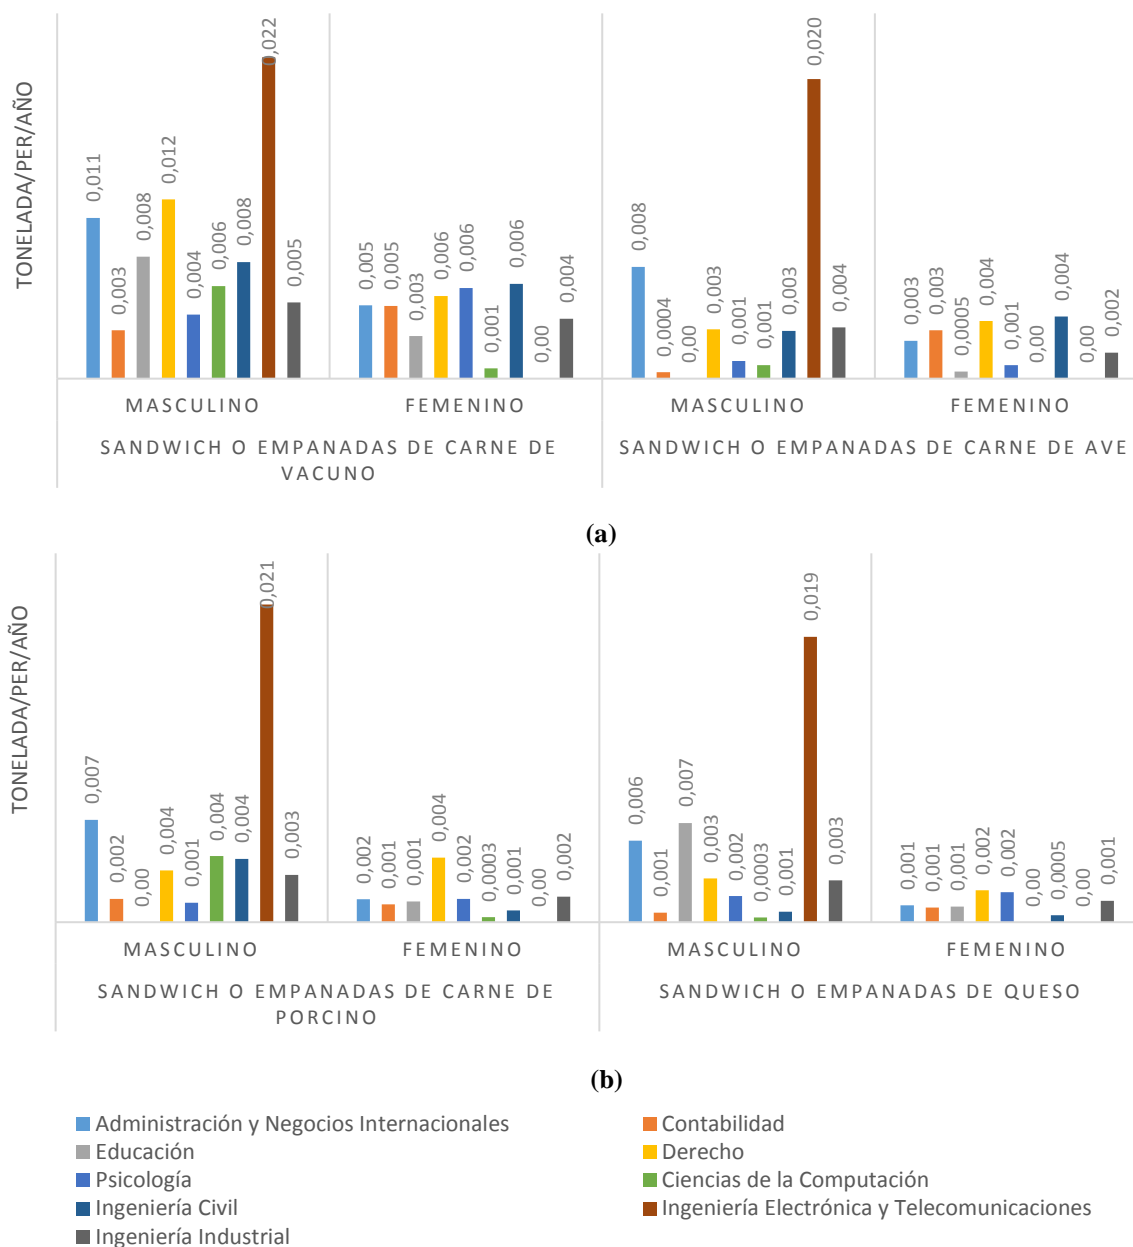 TONELADA/PER/AÑO
0,011
0,003
0,008
0,012
0,004
0,006
0,008
0,022
0,005
0,005
0,005
0,003
0,006
0,006
0,001
0,006
0,00
0,004
0,008
0,0004
0,00
0,003
0,001
0,001
0,003
0,020
0,004
0,003
0,003
0,0005
0,004
0,001
0,00
0,004
0,00
0,002
MASCULINO
FEMENINO
MASCULINO
FEMENINO
SANDWICH O EMPANADAS DE CARNE DE
VACUNO
SANDWICH O EMPANADAS DE CARNE DE AVE
(a)
TONELADA/PER/AÑO
0,007
0,002
0,00
0,004
0,001
0,004
0,004
0,021
0,003
0,002
0,001
0,001
0,004
0,002
0,0003
0,001
0,00
0,002
0,006
0,001
0,007
0,003
0,002
0,0003
0,001
0,019
0,003
0,001
0,001
0,001
0,002
0,002
0,00
0,0005
0,00
0,001
MASCULINO
FEMENINO
MASCULINO
FEMENINO
SANDWICH O EMPANADAS DE CARNE DE
PORCINO
SANDWICH O EMPANADAS DE QUESO
(b)
Administración y Negocios Internacionales
Contabilidad
Educación
Derecho
Psicología
Ciencias de la Computación
Ingeniería Civil
Ingeniería Electrónica y Telecomunicaciones
Ingeniería Industrial